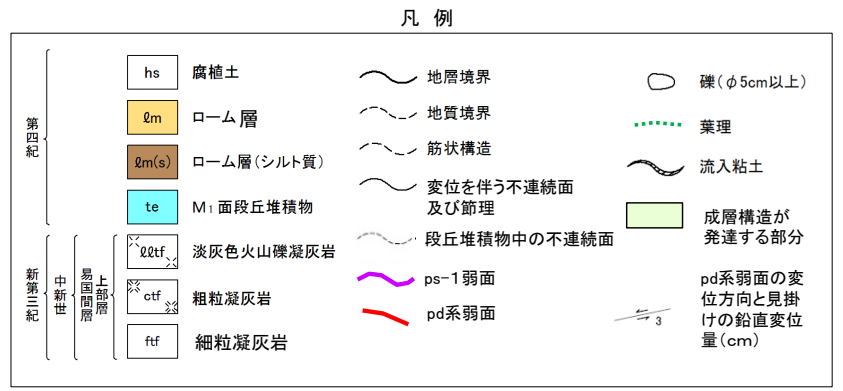 凡 例
第四紀
hs 腐植土
ℓm ローム層
ℓm(s) ローム層(シルト質)
te M₁面段丘堆積物
新第三紀
中新世
易国間層
上部層
ℓℓtf 淡灰色火山礫凝灰岩
ctf 粗粒凝灰岩
ftf 細粒凝灰岩
地層境界
地質境界
筋状構造
変位を伴う不連続面
及び節理
段丘堆積物中の不連続面
ps-1弱面
pd系弱面
礫(φ5cm以上)
葉理
流入粘土
成層構造が
発達する部分
3
pd系弱面の変
位方向と見掛
けの鉛直変位
量(cm)